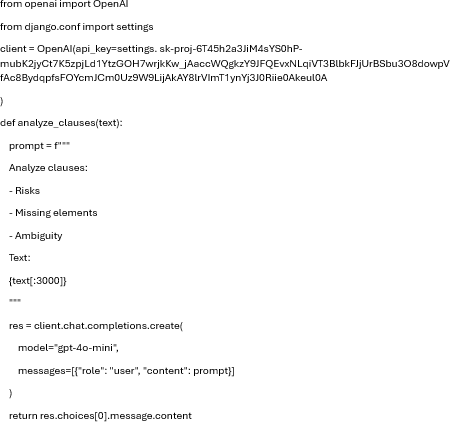 from openai import OpenAI
from django.conf import settings
client = OpenAI(api_key=settings. sk-proj-6T45h2a3JiM4sYS0hP-
mubK2jyCt7K5zpjLd1YtzGOH7wrjkKw_jAaccWQgkzY9JFQEvxNLqiVT3BlbkFJjUrBSbu3O8dowpV
fAc8BydqpfsFOYcmJCm0Uz9W9LijAkAY8lrVImT1ynYj3J0Riie0Akeul0A
)
def analyze_clauses(text):
prompt = f"""
Analyze clauses:
- Risks
- Missing elements
- Ambiguity
Text:
{text[:3000]}
"""
res = client.chat.completions.create(
model="gpt-4o-mini",
messages=[{"role": "user", "content": prompt}]
)
return res.choices[0].message.content